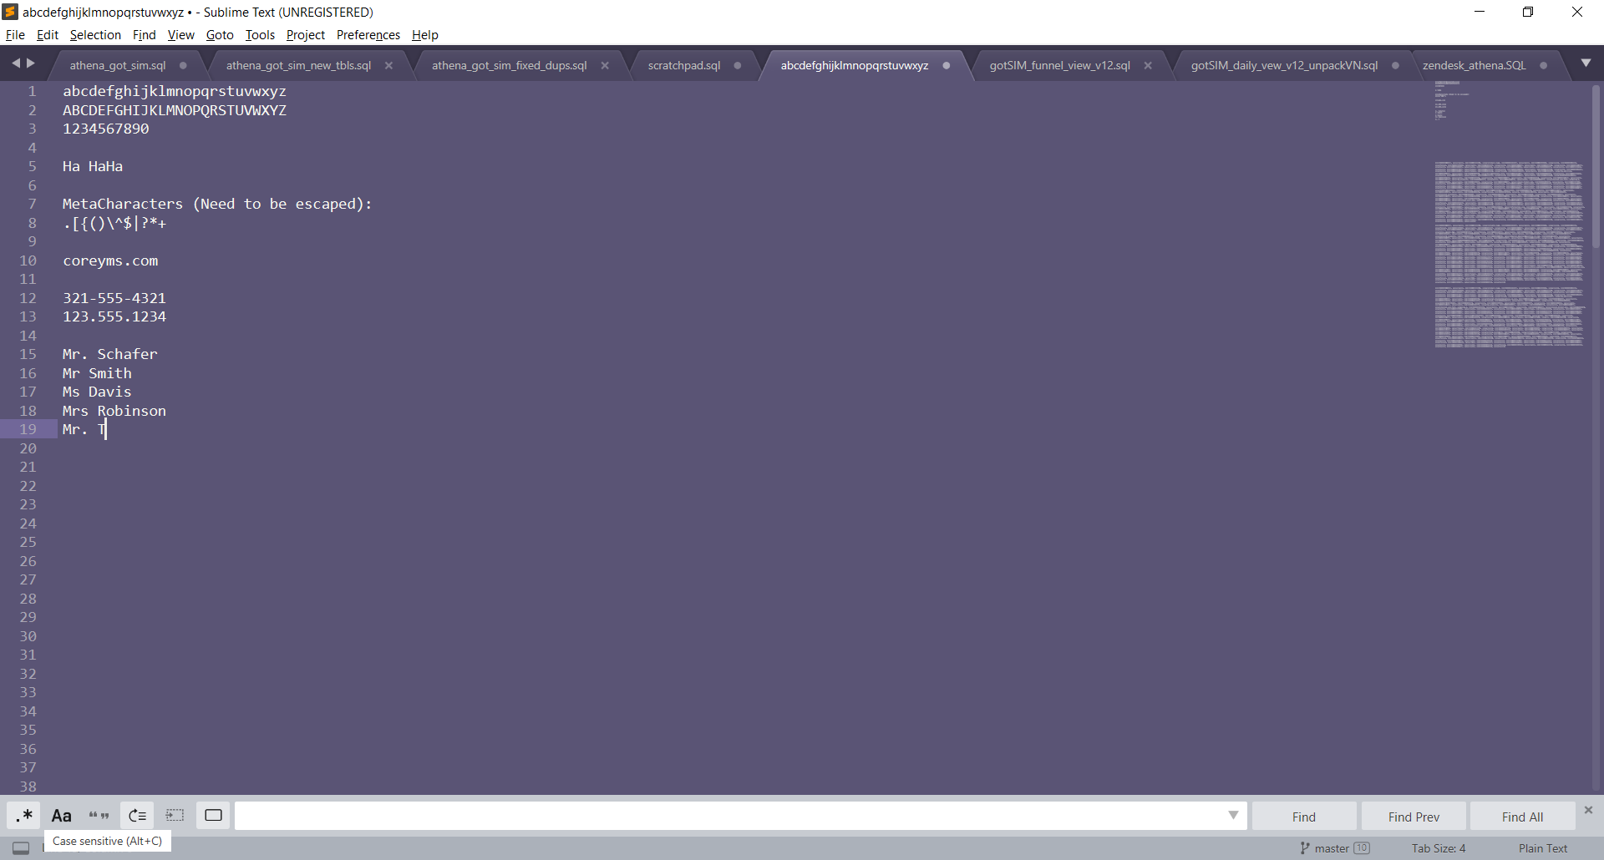 abcdefghijklmnopqrstuvwxyz • - Sublime Text (UNREGISTERED)
File Edit Selection Find View Goto Tools Project Preferences Help
athena_got_sim.sql athena_got_sim_new_tbls.sql athena_got_sim_fixed_dups.sql scratchpad.sql abcdefghijklmnopqrstuvwxyz gotSIM_funnel_view_v12.sql gotSIM_daily_vew_v12_unpackVN.sql zendesk_athena.SQL
1 abcdefghijklmnopqrstuvwxyz
2 ABCDEFGHIJKLMNOPQRSTUVWXYZ
3 1234567890
4
5 Ha HaHa
6
7 MetaCharacters (Need to be escaped):
8 .[{()\^$|?*+
9
10 coreyms.com
11
12 321-555-4321
13 123.555.1234
14
15 Mr. Schafer
16 Mr Smith
17 Ms Davis
18 Mrs Robinson
19 Mr. T
20
21
22
23
24
25
26
27
28
29
30
31
32
33
34
35
36
37
38
.* Aa “” Find Find Prev Find All
Case sensitive (Alt+C)
master 10 Tab Size: 4 Plain Text